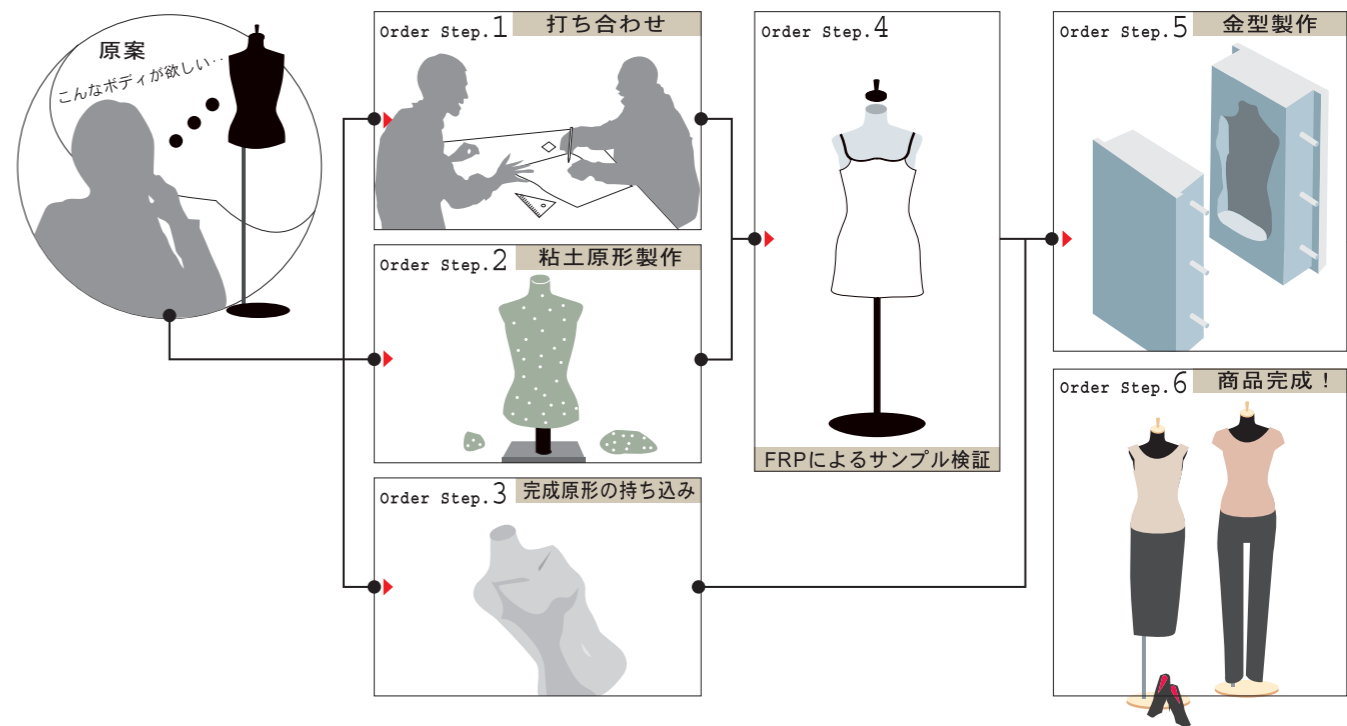 原案
こんなボディが欲しい‥
Order Step.1 打ち合わせ
Order Step.2 粘土原形製作
Order Step.3 完成原形の持ち込み
Order Step.4
FRPによるサンプル検証
Order Step.5 金型製作
Order Step.6 商品完成！